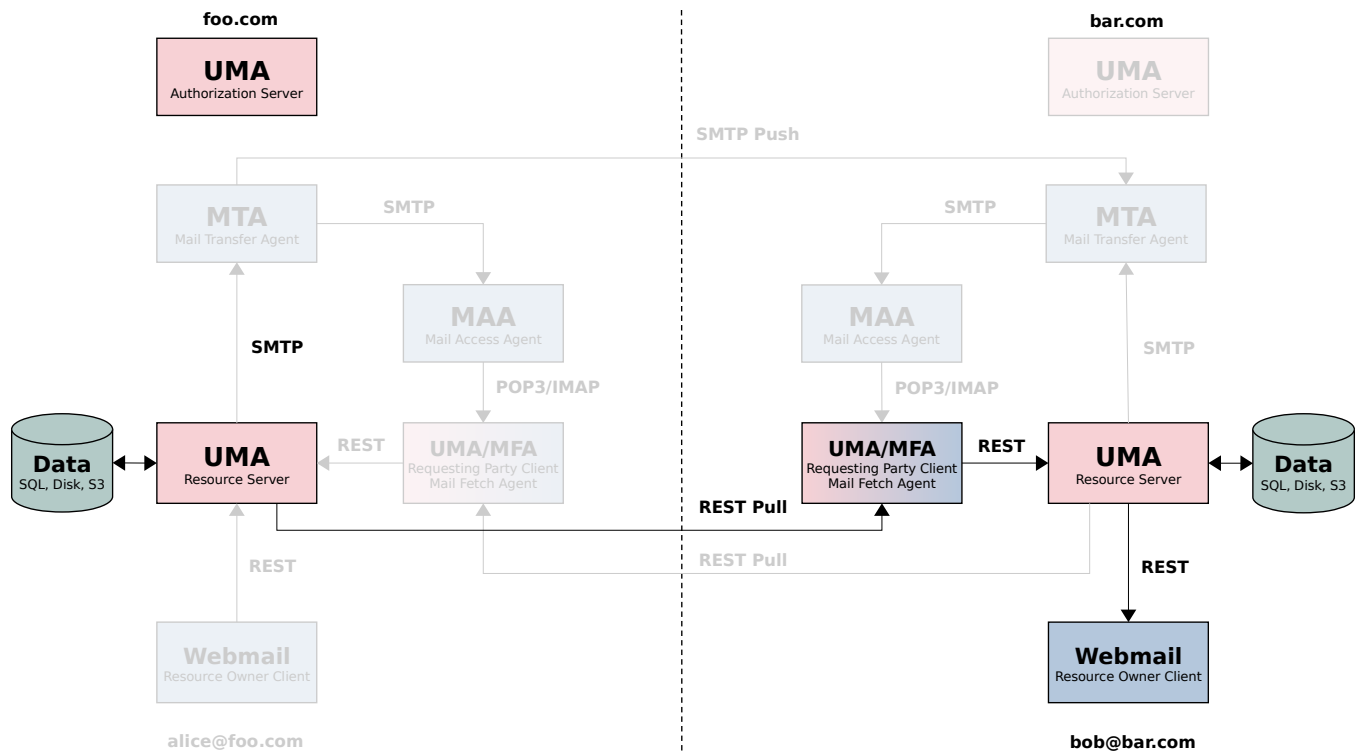 foo.com
bar.com
UMA
Authorization Server
UMA
Authorization Server
SMTP Push
MTA
Mail Transfer Agent
SMTP
SMTP
MTA
Mail Transfer Agent
MAA
Mail Access Agent
MAA
Mail Access Agent
SMTP
SMTP
POP3/IMAP
POP3/IMAP
Data
SQL, Disk, S3
UMA
Resource Server
REST
UMA/MFA
Requesting Party Client
Mail Fetch Agent
UMA/MFA
Requesting Party Client
Mail Fetch Agent
REST
UMA
Resource Server
Data
SQL, Disk, S3
REST Pull
REST Pull
REST
REST
Webmail
Resource Owner Client
Webmail
Resource Owner Client
alice@foo.com
bob@bar.com